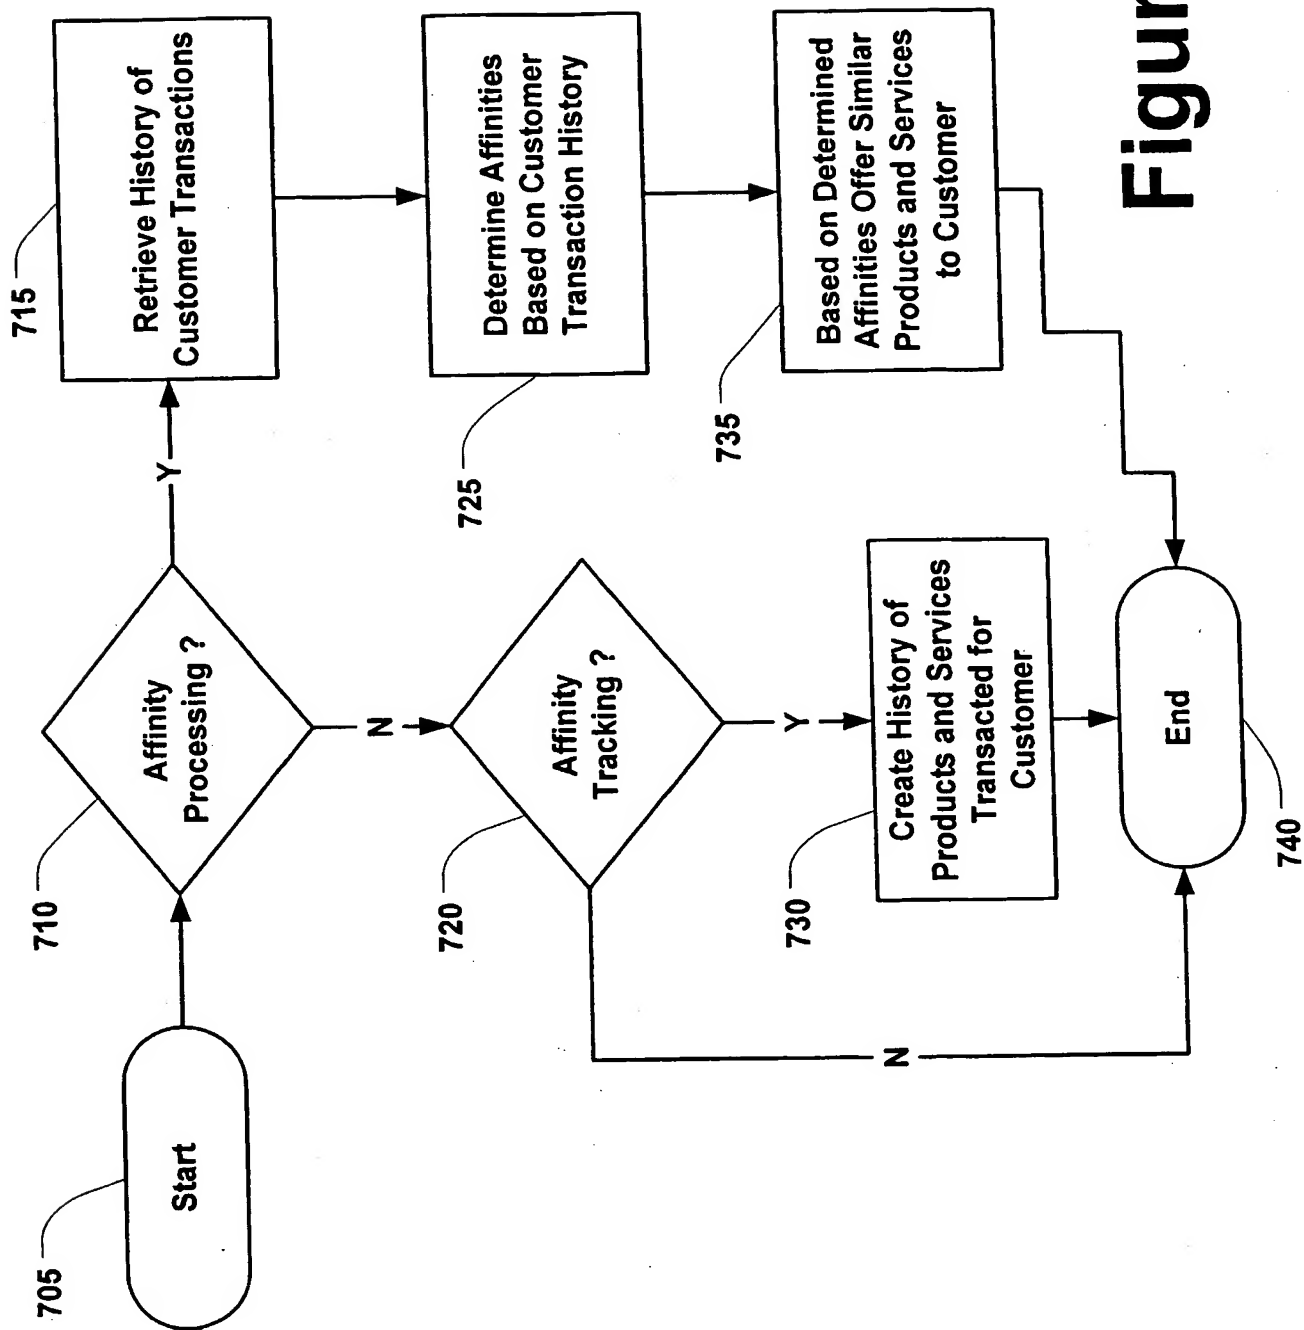 705
Start
710
Affinity
Processing ?
Y
715
Retrieve History of
Customer Transactions
N
720
Affinity
Tracking ?
725
Determine Affinities
Based on Customer
Transaction History
Y
N
730
Create History of
Products and Services
Transacted for
Customer
735
Based on Determined
Affinities Offer Similar
Products and Services
to Customer
End
740
Figur